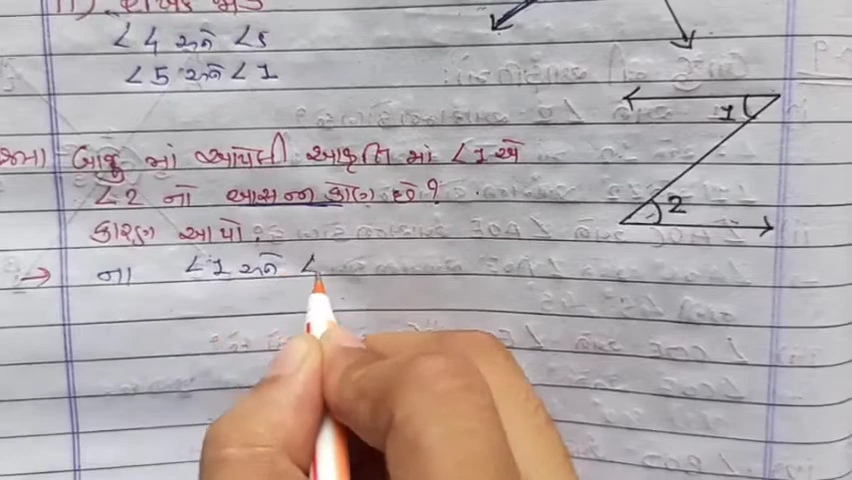 ∠4 અને ∠5
∠5 અને ∠1
બાજુ માં આપેલી આકૃતિ માં ∠1 એ
∠2 નો આસન્ન કોણ છે?
કારણ આપો.
→ ના ∠1 અને ∠
1
2